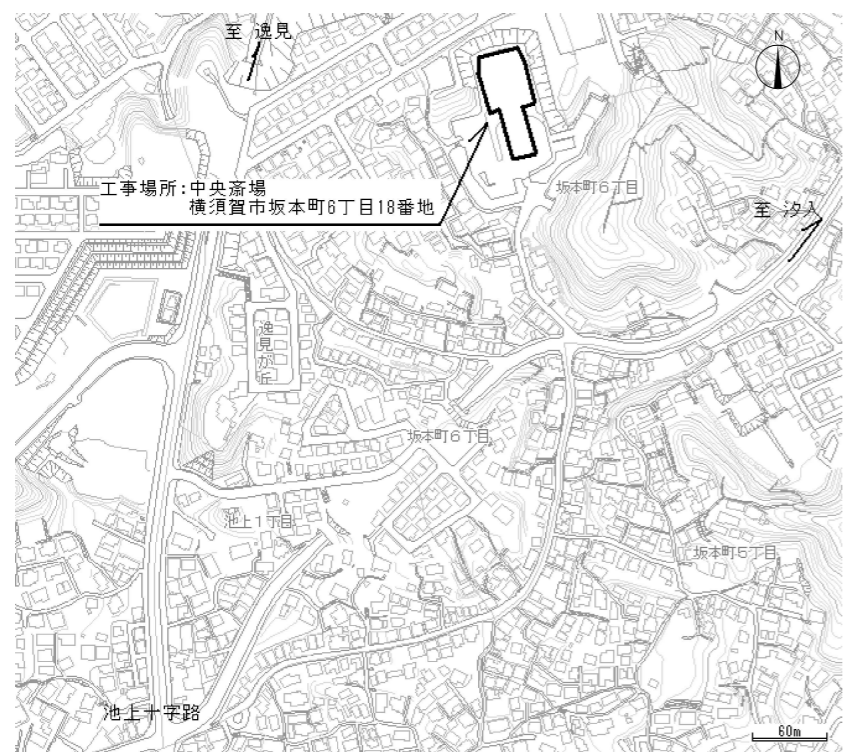 至 逸見
N
工事場所:中央斎場
横須賀市坂本町6丁目18番地
坂本町6丁目
至 汐入
逸見が丘
坂本町6丁目
池上1丁目
坂本町5丁目
池上十字路
60m